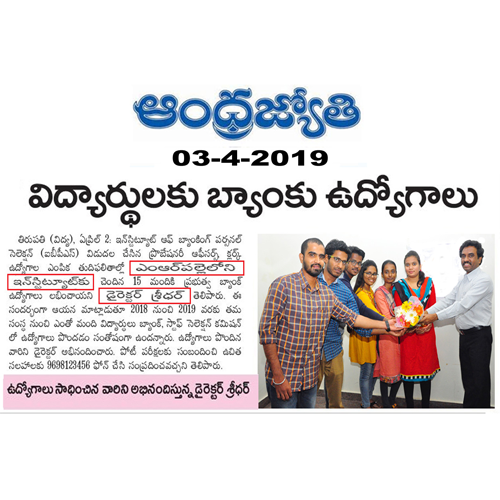 ఆంధ్రజ్యోతి
03-4-2019
విద్యార్థులకు బ్యాంకు ఉద్యోగాలు
తిరుపతి (విద్య), ఏప్రిల్ 2: ఇన్‌స్టిట్యూట్ ఆఫ్ బ్యాంకింగ్ పర్సనల్
సెలెక్షన్ (ఐబీపీఎస్) విడుదల చేసిన ప్రొబేషనరీ ఆఫీసర్స్, క్లర్క్
ఉద్యోగాల ఎంపిక తుదిఫలితాల్లో ఎంఆర్‌పల్లెలోని
ఇన్‌స్టిట్యూట్‌కు చెందిన 15 మందికి ప్రభుత్వ బ్యాంక్
ఉద్యోగాలు లభించాయని డైరెక్టర్ శ్రీధర్ తెలిపారు. ఈ
సందర్భంగా ఆయన మాట్లాడుతూ 2018 నుంచి 2019 వరకు తమ
సంస్థ నుంచి ఎంతో మంది విద్యార్థులు బ్యాంక్, స్టాఫ్ సెలెక్షన్ కమిషన్
లో ఉద్యోగాలు పొందడం సంతోషంగా ఉందన్నారు. ఉద్యోగాలు పొందిన
వారిని డైరెక్టర్ అభినందించారు. పోటీ పరీక్షలకు సంబంధించి ఉచిత
సలహాలకు 9698123456 ఫోన్ చేసి సంప్రదించవచ్చని తెలిపారు.
ఉద్యోగాలు సాధించిన వారిని అభినందిస్తున్న డైరెక్టర్ శ్రీధర్